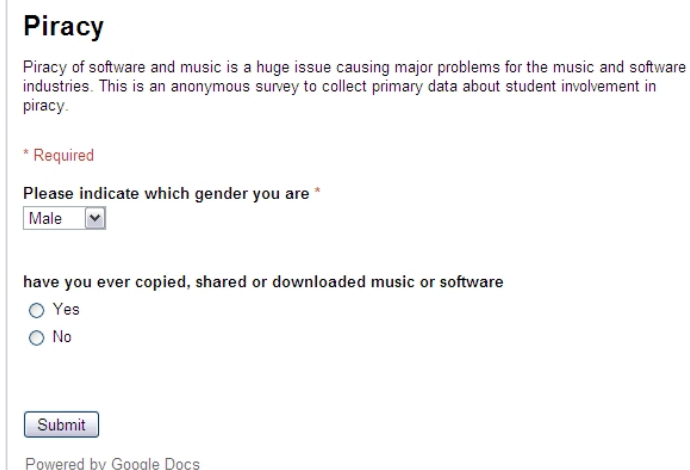 Piracy
Piracy of software and music is a huge issue causing major problems for the music and software
industries. This is an anonymous survey to collect primary data about student involvement in
piracy.
* Required
Please indicate which gender you are *
Male
have you ever copied, shared or downloaded music or software
Yes
No
Submit
Powered by Google Docs